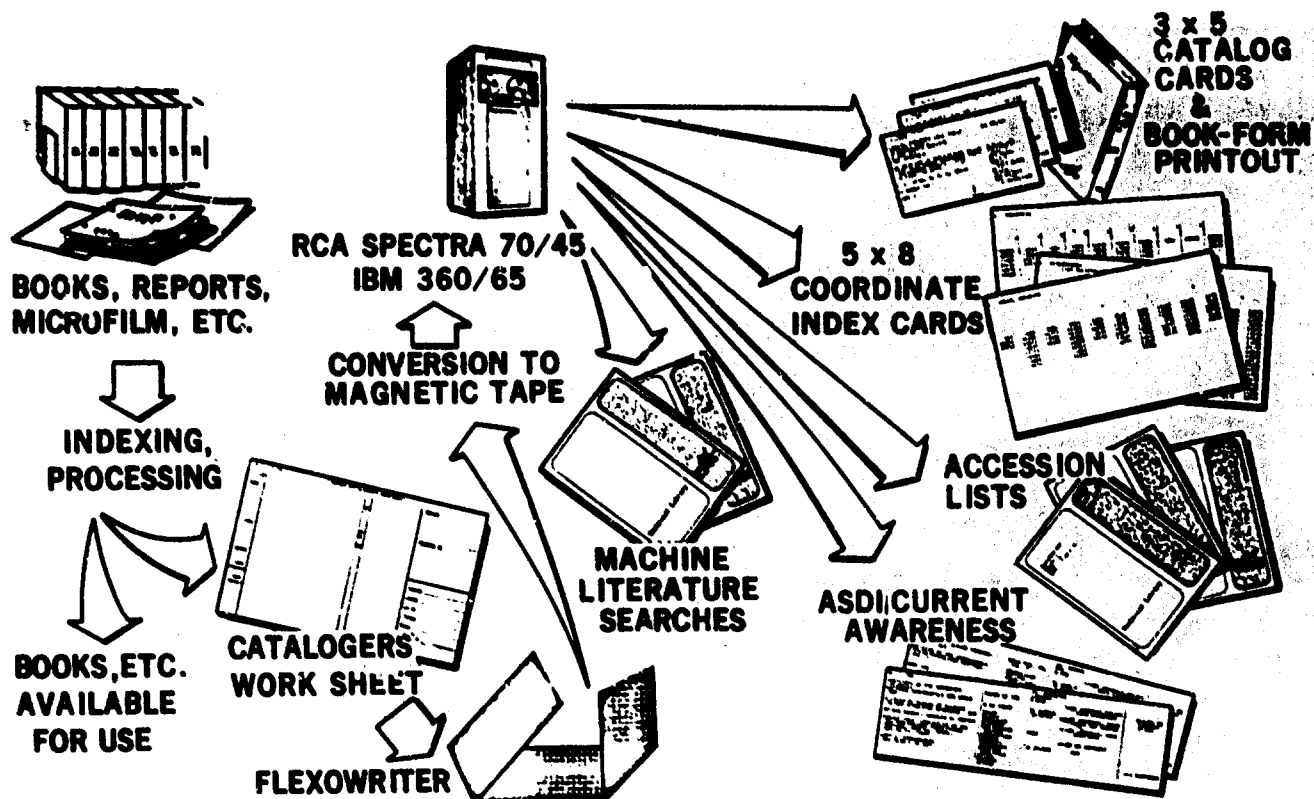 BOOKS, REPORTS,
MICROFILM, ETC.
INDEXING,
PROCESSING
BOOKS, ETC.
AVAILABLE
FOR USE
CATALOGERS
WORK SHEET
FLEXOWRITER
CONVERSION TO
MAGNETIC TAPE
RCA SPECTRA 70/45
IBM 360/65
3 x 5
CATALOG
CARDS
&
BOOK-FORM
PRINTOUT
5 x 8
COORDINATE
INDEX CARDS
ACCESSION
LISTS
ASDI CURRENT
AWARENESS
MACHINE
LITERATURE
SEARCHES